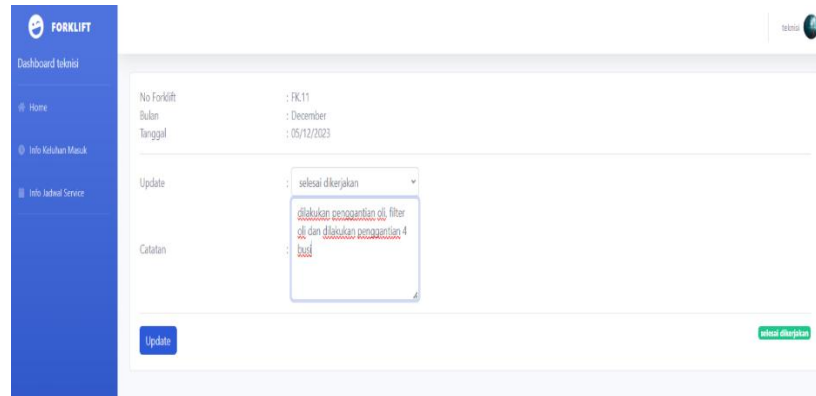 FORKLIFT
teknisi
Dashboard teknisi
Home
Info Keluhan Masuk
Info Jadwal Service
No Forklift : FK.11
Bulan : December
Tanggal : 05/12/2023
Update : selesai dikerjakan
Catatan :
dilakukan penggantian oli, filter
oli dan dilakukan penggantian 4
busi
Update
selesai dikerjakan